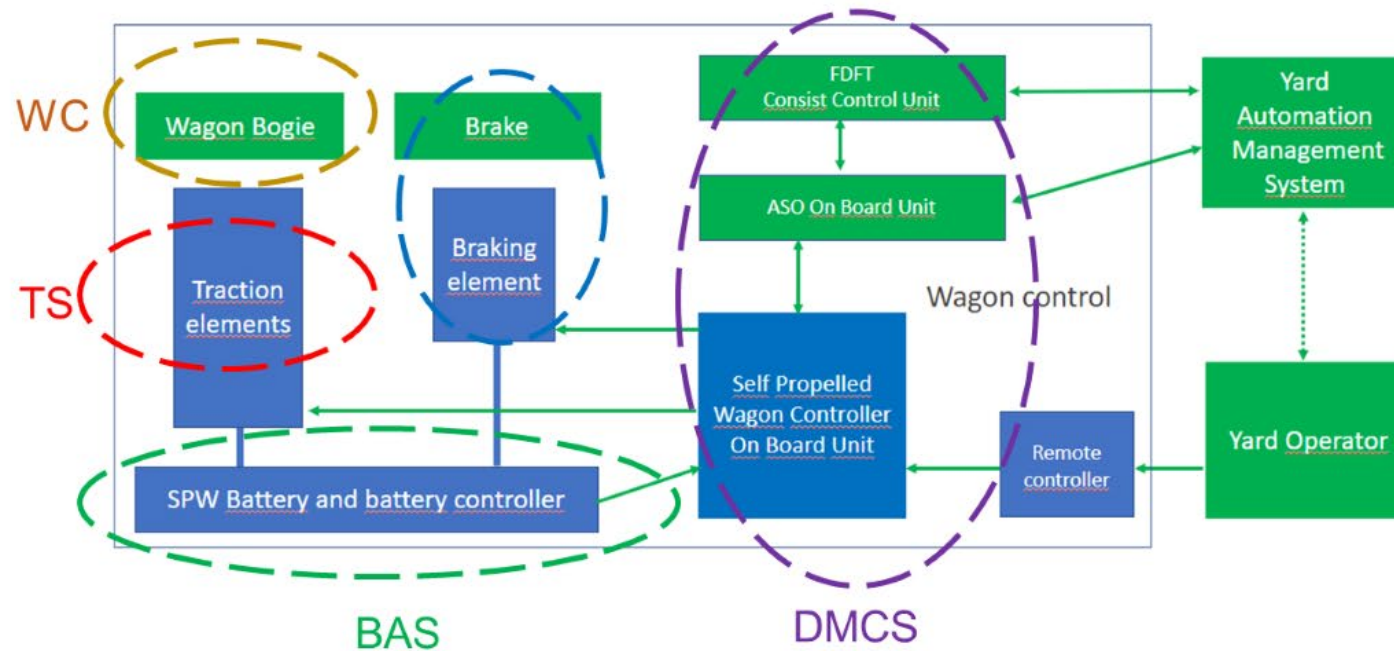 WC
Wagon Bogie
Brake
FDFT
Consist Control Unit
Yard
Automation
Management
System
ASO On Board Unit
TS
Traction
elements
Braking
element
Wagon control
Self Propelled
Wagon Controller
On Board Unit
Remote
controller
Yard Operator
SPW Battery and battery controller
BAS
DMCS